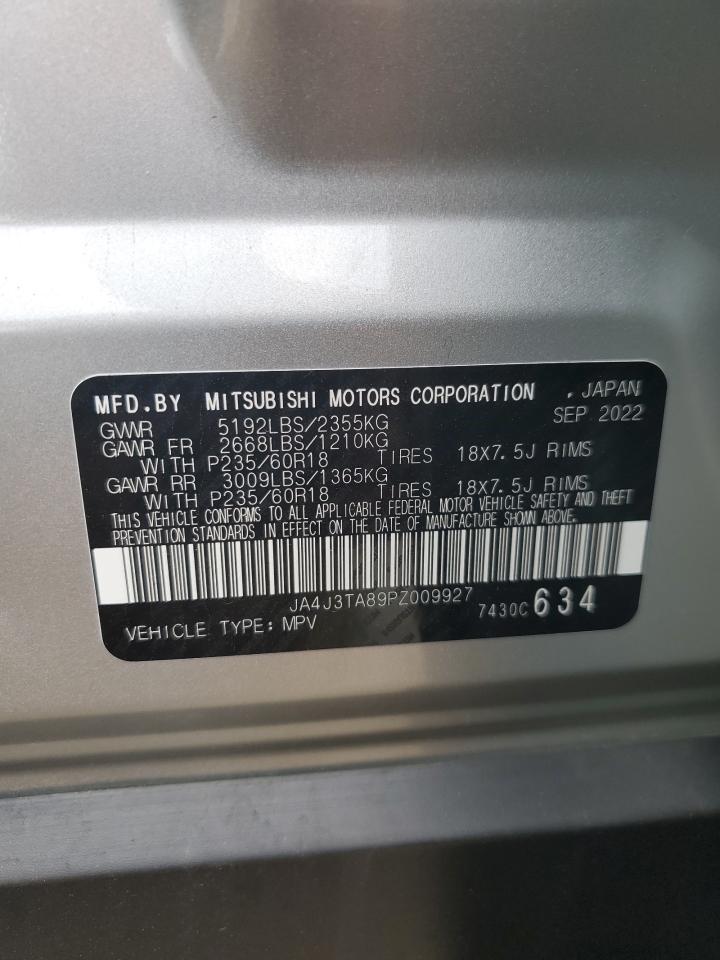 MFD.BY MITSUBISHI MOTORS CORPORATION , JAPAN
SEP 2022
GVWR 5192LBS/2355KG
GAWR FR 2668LBS/1210KG
WITH P235/60R18 TIRES 18X7.5J RIMS
GAWR RR 3009LBS/1365KG
WITH P235/60R18 TIRES 18X7.5J RIMS
THIS VEHICLE CONFORMS TO ALL APPLICABLE FEDERAL MOTOR VEHICLE SAFETY AND THEFT
PREVENTION STANDARDS IN EFFECT ON THE DATE OF MANUFACTURE SHOWN ABOVE.
JA4J3TA89PZ009927
7430C 634
VEHICLE TYPE: MPV